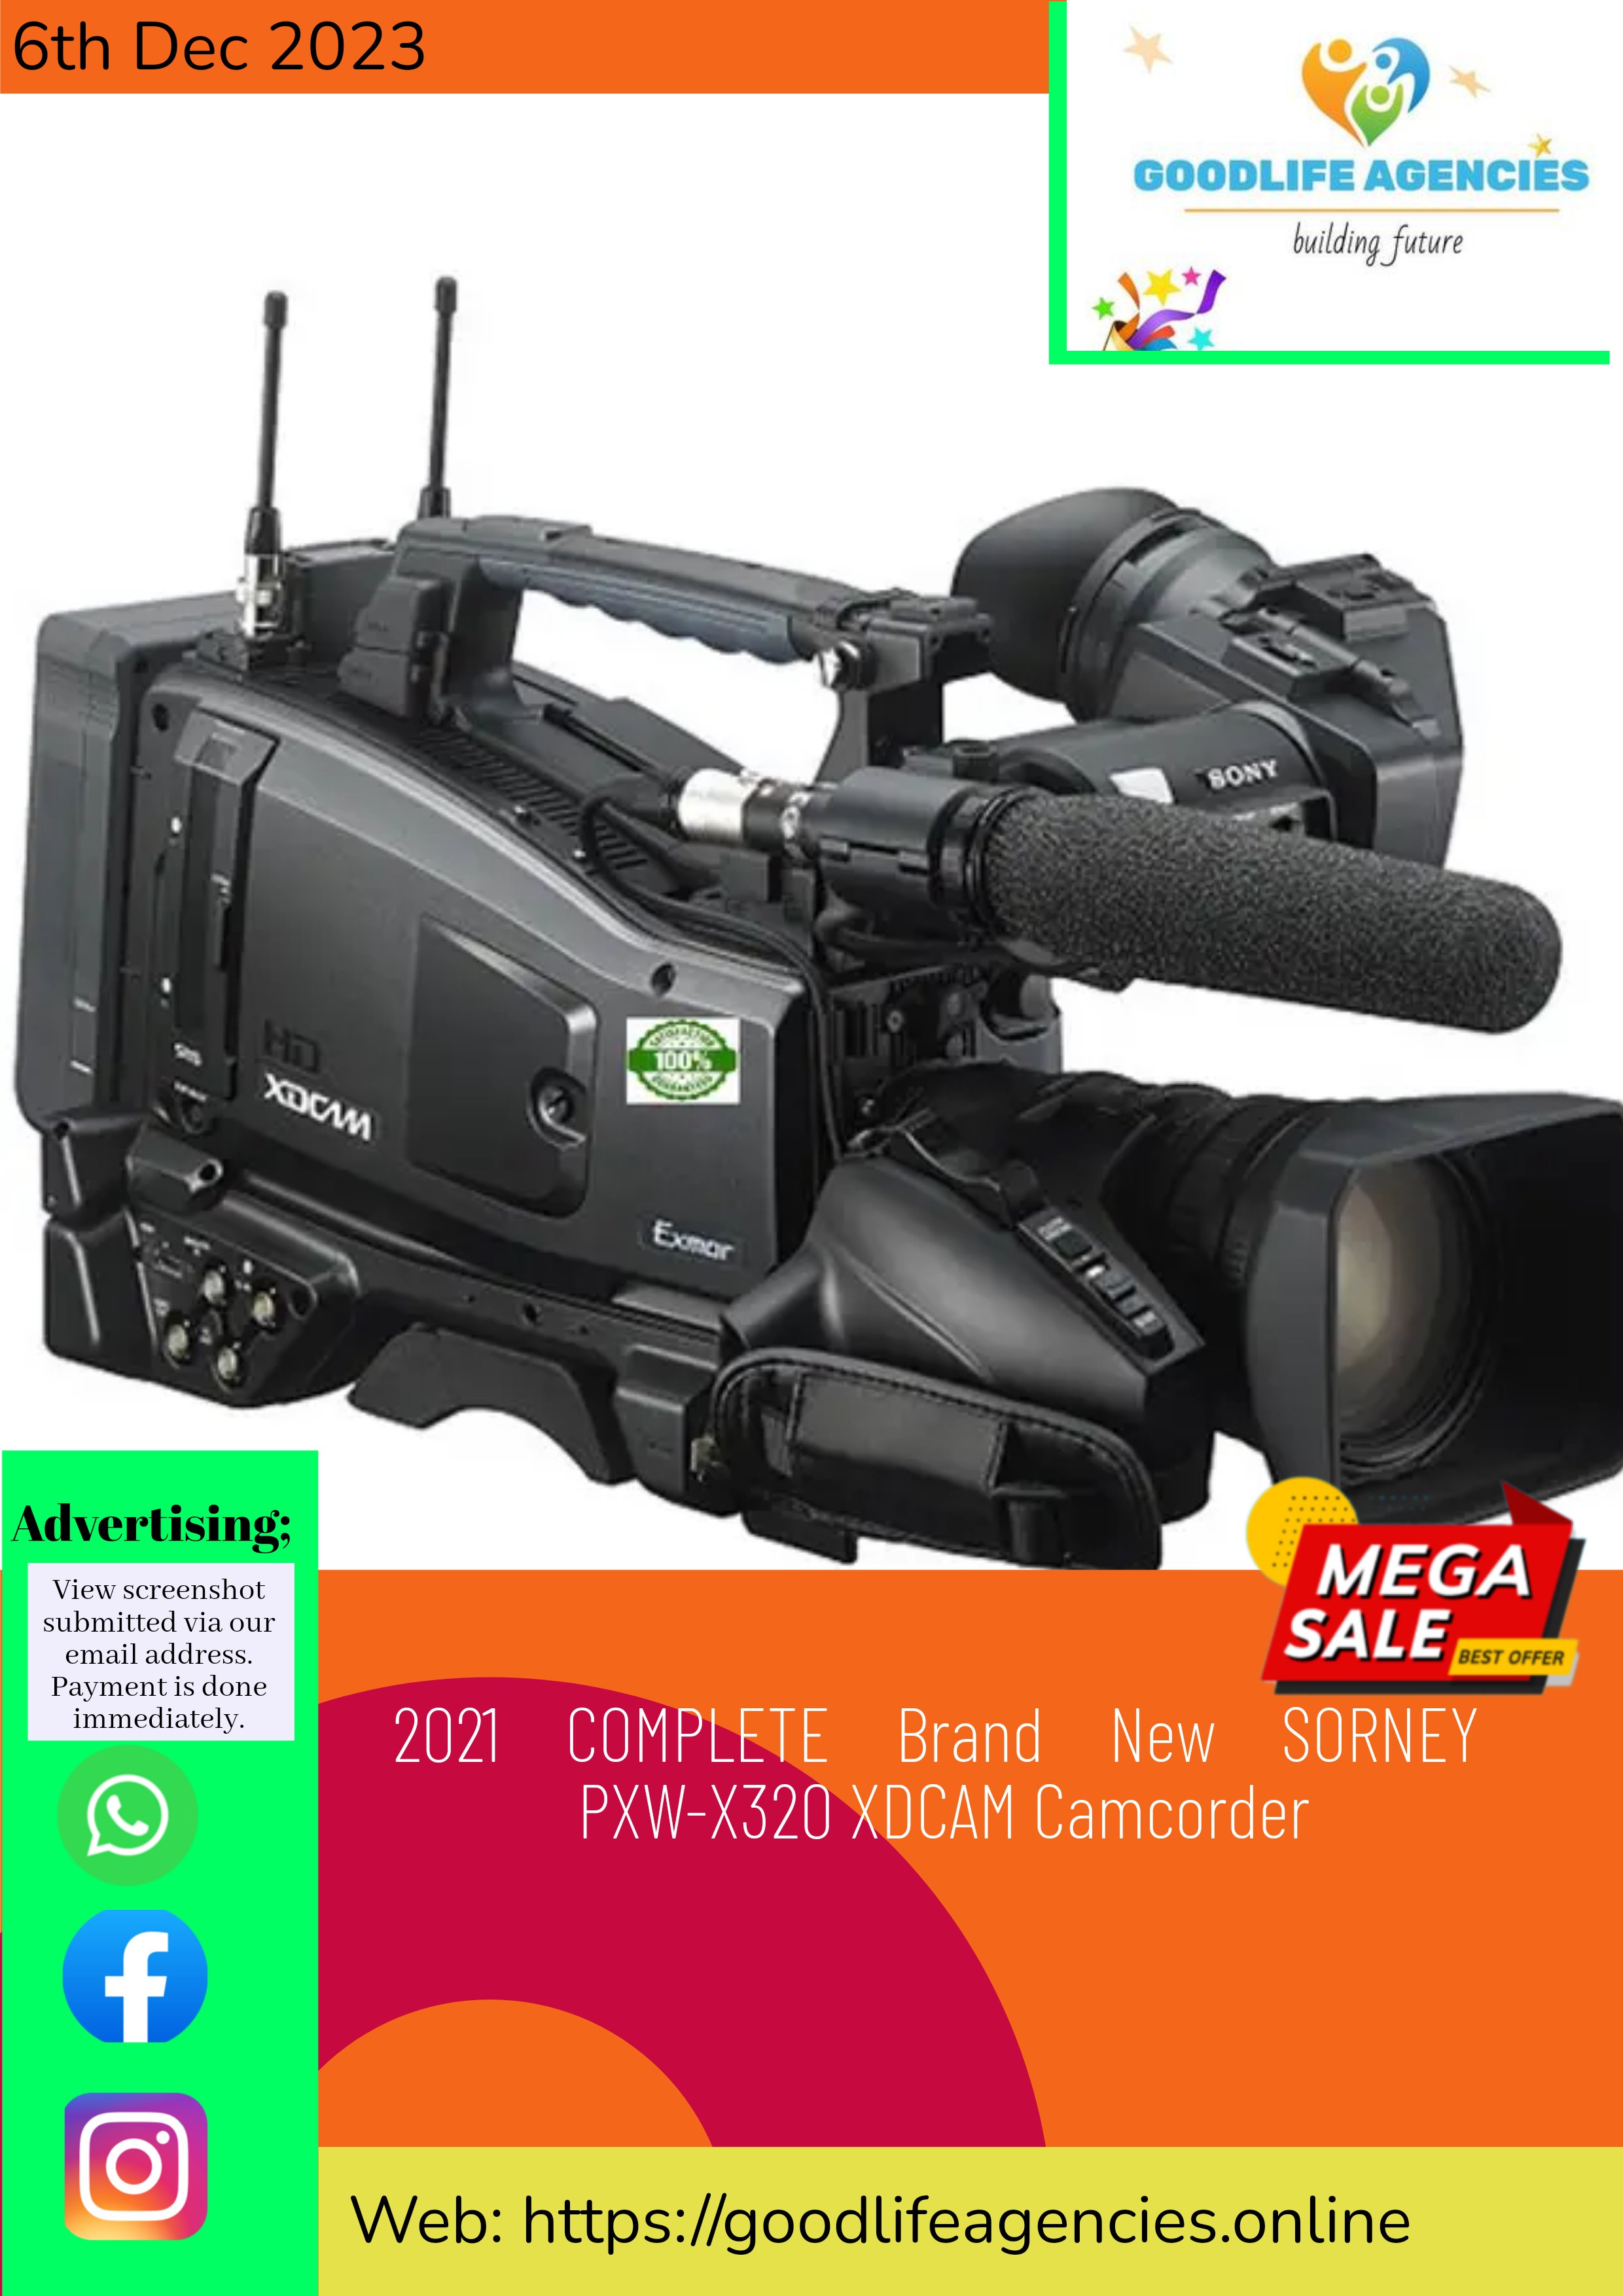 6th Dec 2023
GOODLIFE AGENCIES
building future
SONY
HD
XDCAM
100%
Exmor
Advertising;
View screenshot
submitted via our
email address.
Payment is done
immediately.
MEGA
SALE
BEST OFFER
2021 COMPLETE Brand New SORNEY
PXW-X320 XDCAM Camcorder
Web: https://goodlifeagencies.online